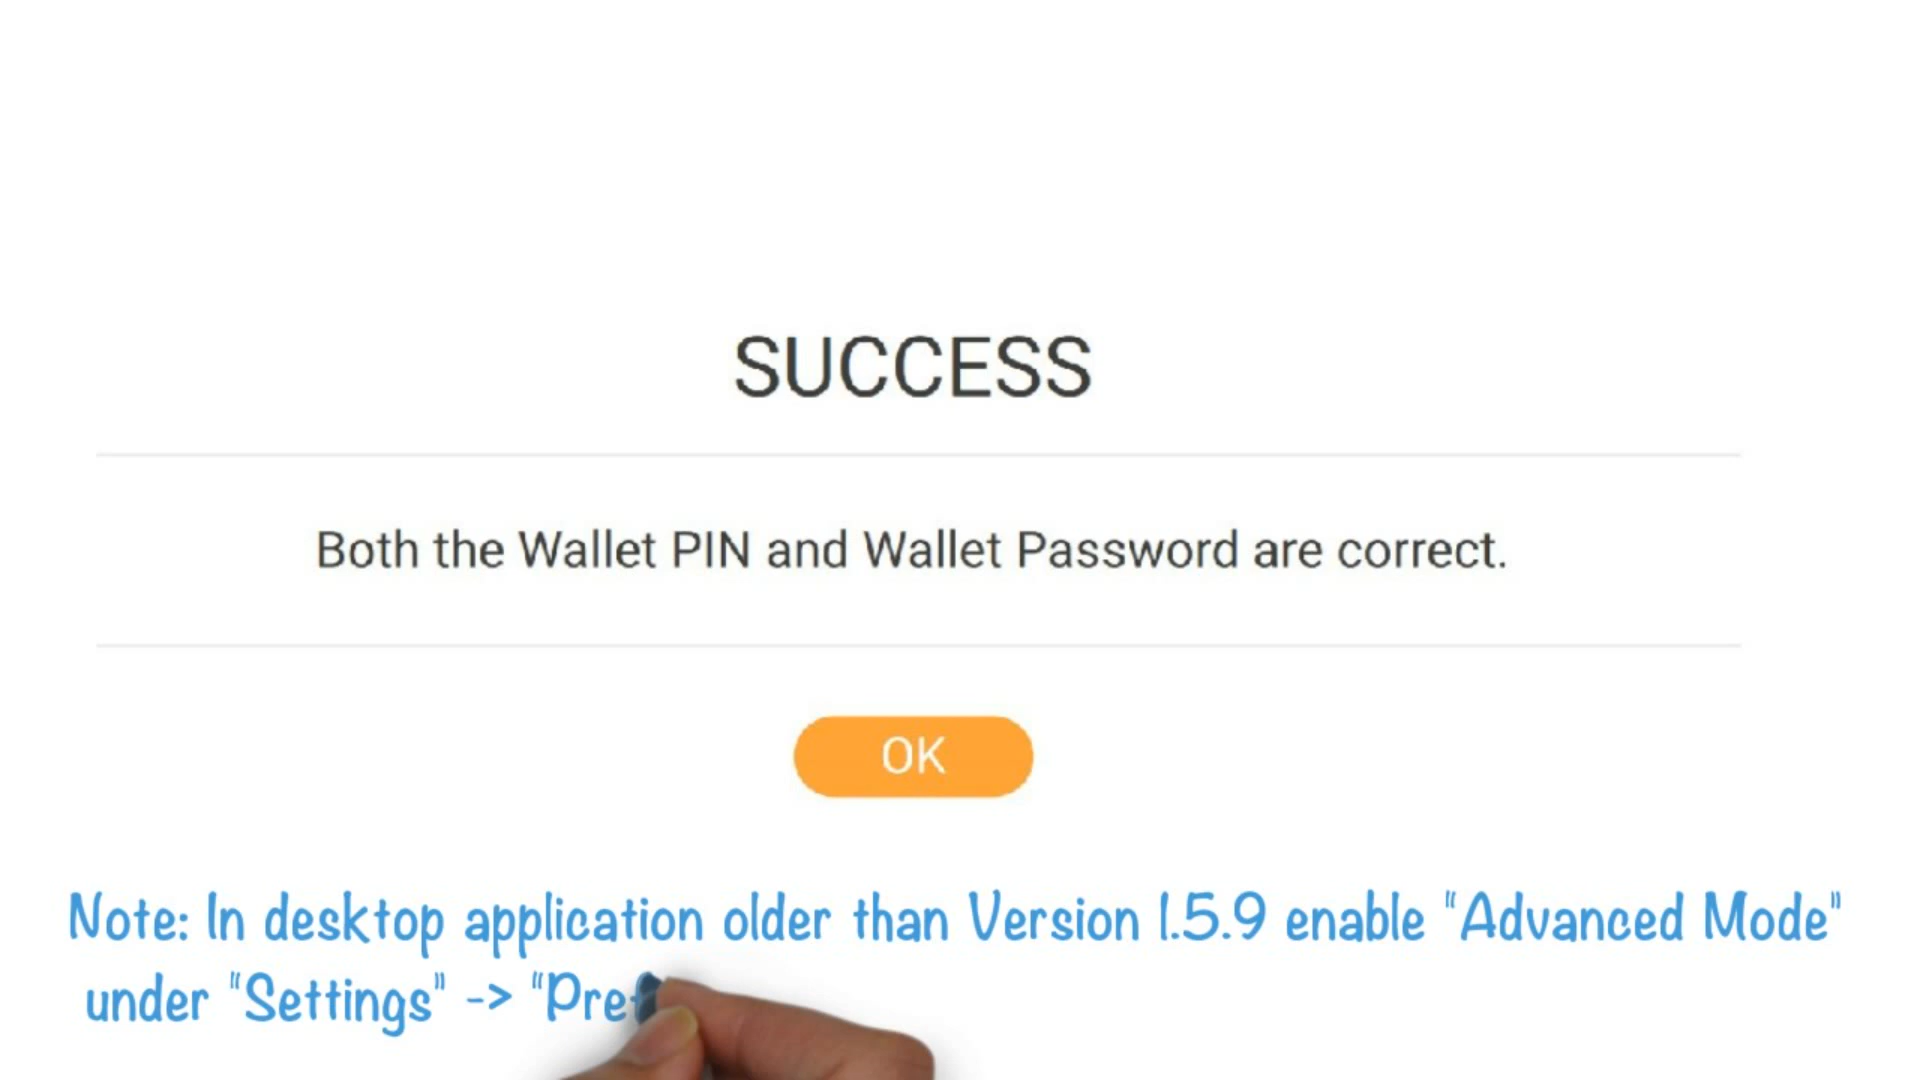 SUCCESS
Both the Wallet PIN and Wallet Password are correct.
OK
Note: In desktop application older than Version 1.5.9 enable "Advanced Mode"
under "Settings" -> "Pre